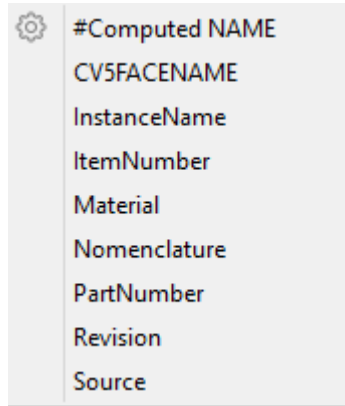 #Computed NAME
CV5FACENAME
InstanceName
ItemNumber
Material
Nomenclature
PartNumber
Revision
Source